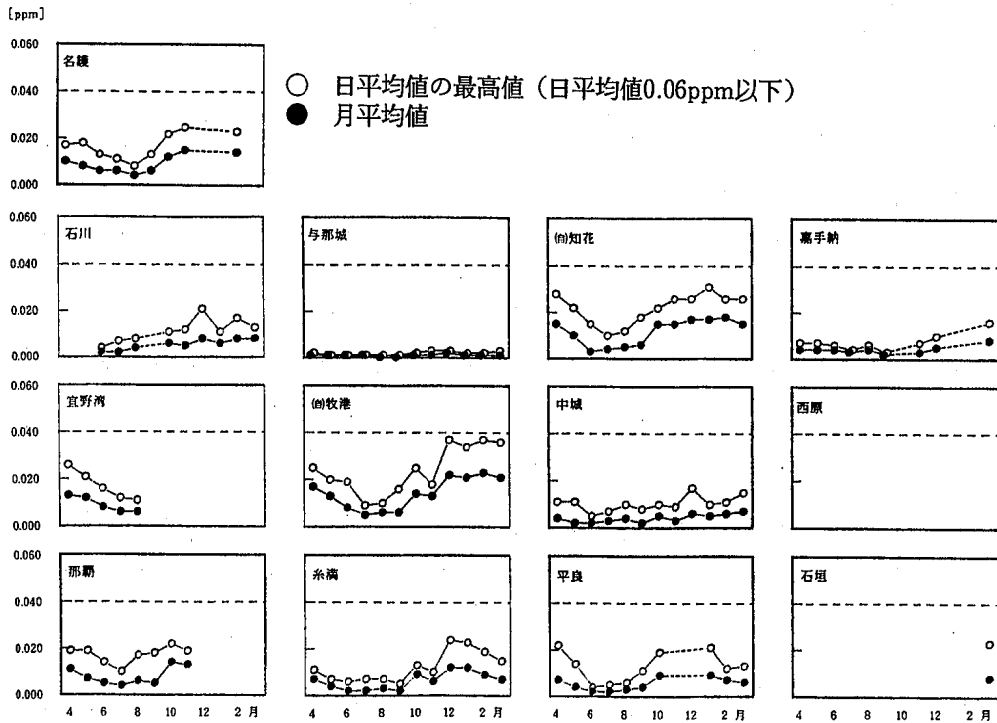 [ppm]
0.060
0.040
0.020
0.000
名護
○ 日平均値の最高値（日平均値0.06ppm以下）
● 月平均値
0.060
0.040
0.020
0.000
石川
与那城
㉂知花
嘉手納
0.060
0.040
0.020
0.000
宜野湾
㉂牧港
中城
西原
0.060
0.040
0.020
0.000
那覇
糸満
平良
石垣
4 6 8 10 12 2 月
4 6 8 10 12 2 月
4 6 8 10 12 2 月
4 6 8 10 12 2 月